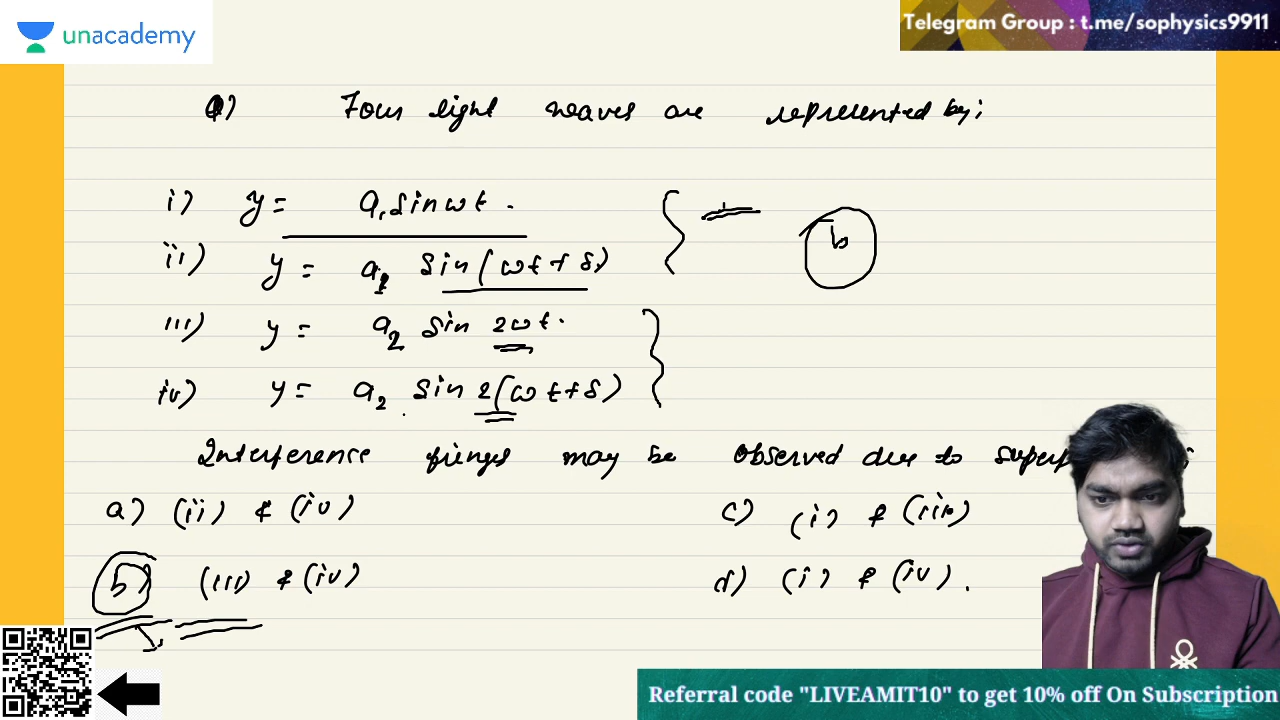 unacademy
Telegram Group : t.me/sophysics9911
Q) Four light waves are represented by;
i) y = a₁ sin ωt .
b
ii) y = a₂ sin (ωt + δ)
iii) y = a₂ sin 2ωt .
iv) y = a₂ sin 2(ωt + δ)
Interference fringes may be observed due to
a) (ii) & (iv)
c) (i) & (iii)
b) (iii) & (iv)
d) (i) & (iv) .
Referral code "LIVEAMIT10" to get 10% off On Subscription